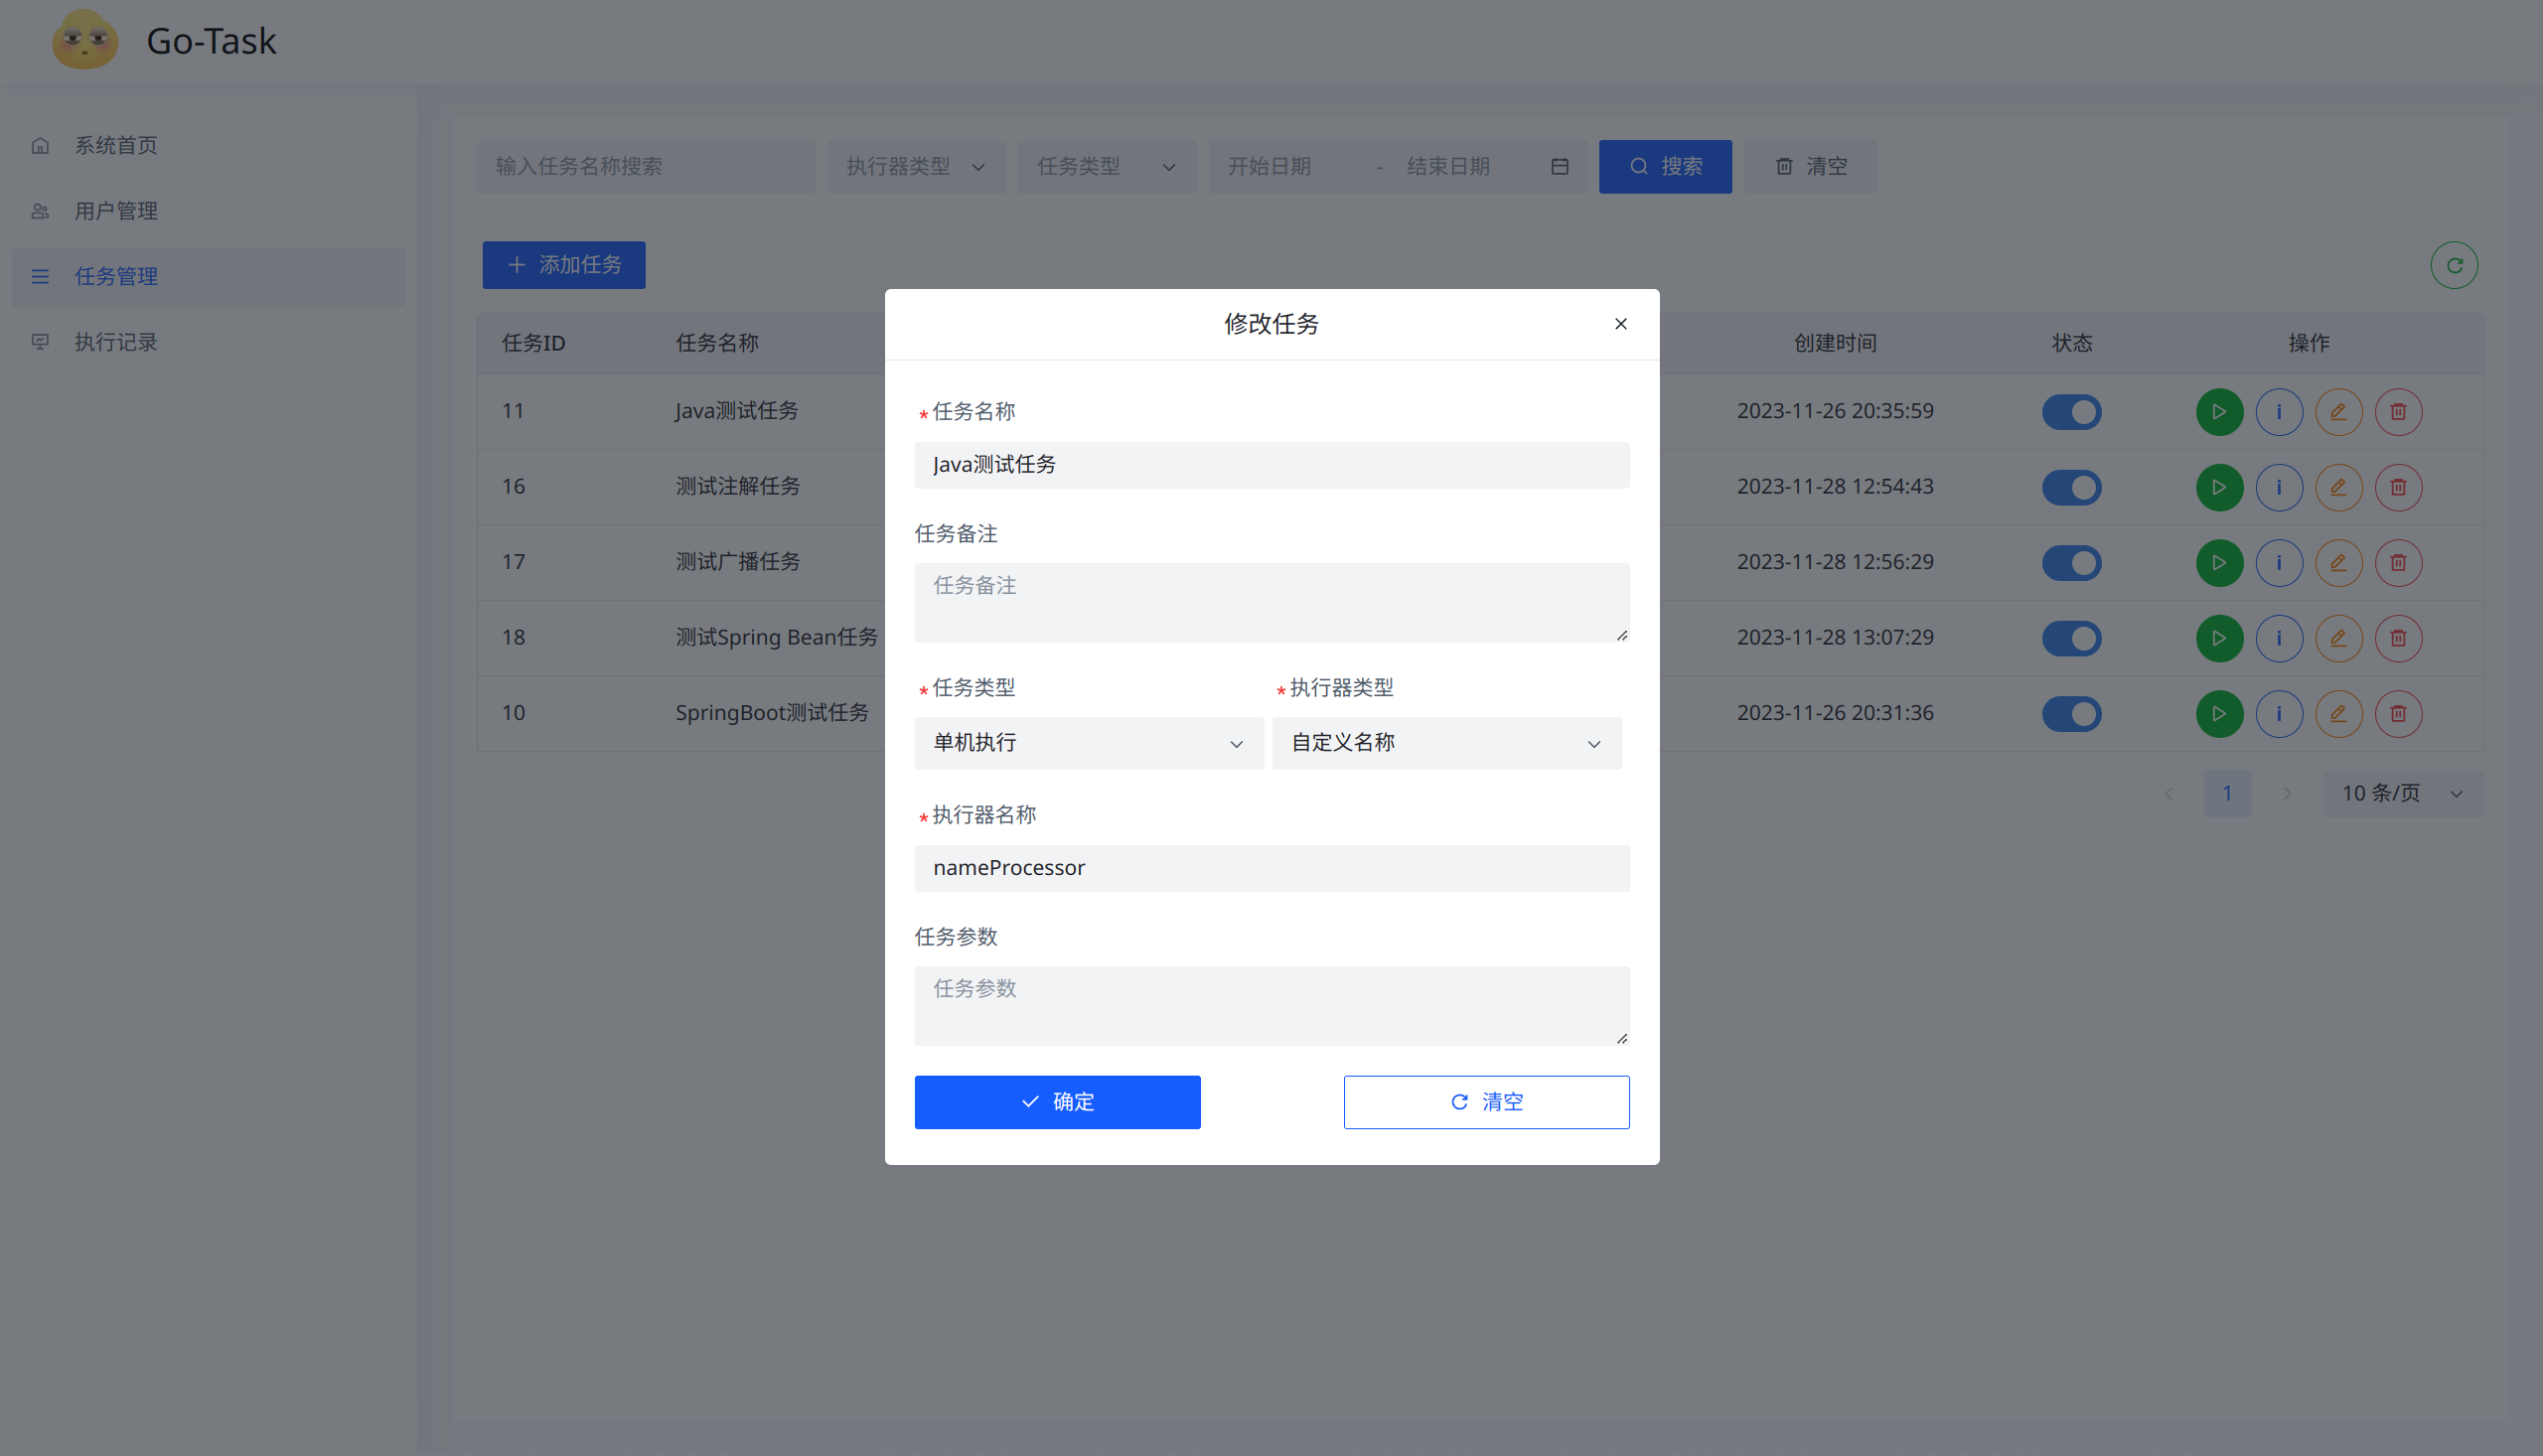 Go-Task
系统首页
用户管理
任务管理
执行记录
输入任务名称搜索 执行器类型 任务类型 开始日期 - 结束日期 搜索 清空
添加任务
任务ID 任务名称 创建时间 状态 操作
11 Java测试任务 2023-11-26 20:35:59
16 测试注解任务 2023-11-28 12:54:43
17 测试广播任务 2023-11-28 12:56:29
18 测试Spring Bean任务 2023-11-28 13:07:29
10 SpringBoot测试任务 2023-11-26 20:31:36
1 10 条/页
修改任务
* 任务名称
Java测试任务
任务备注
任务备注
* 任务类型 * 执行器类型
单机执行 自定义名称
* 执行器名称
nameProcessor
任务参数
任务参数
确定 清空